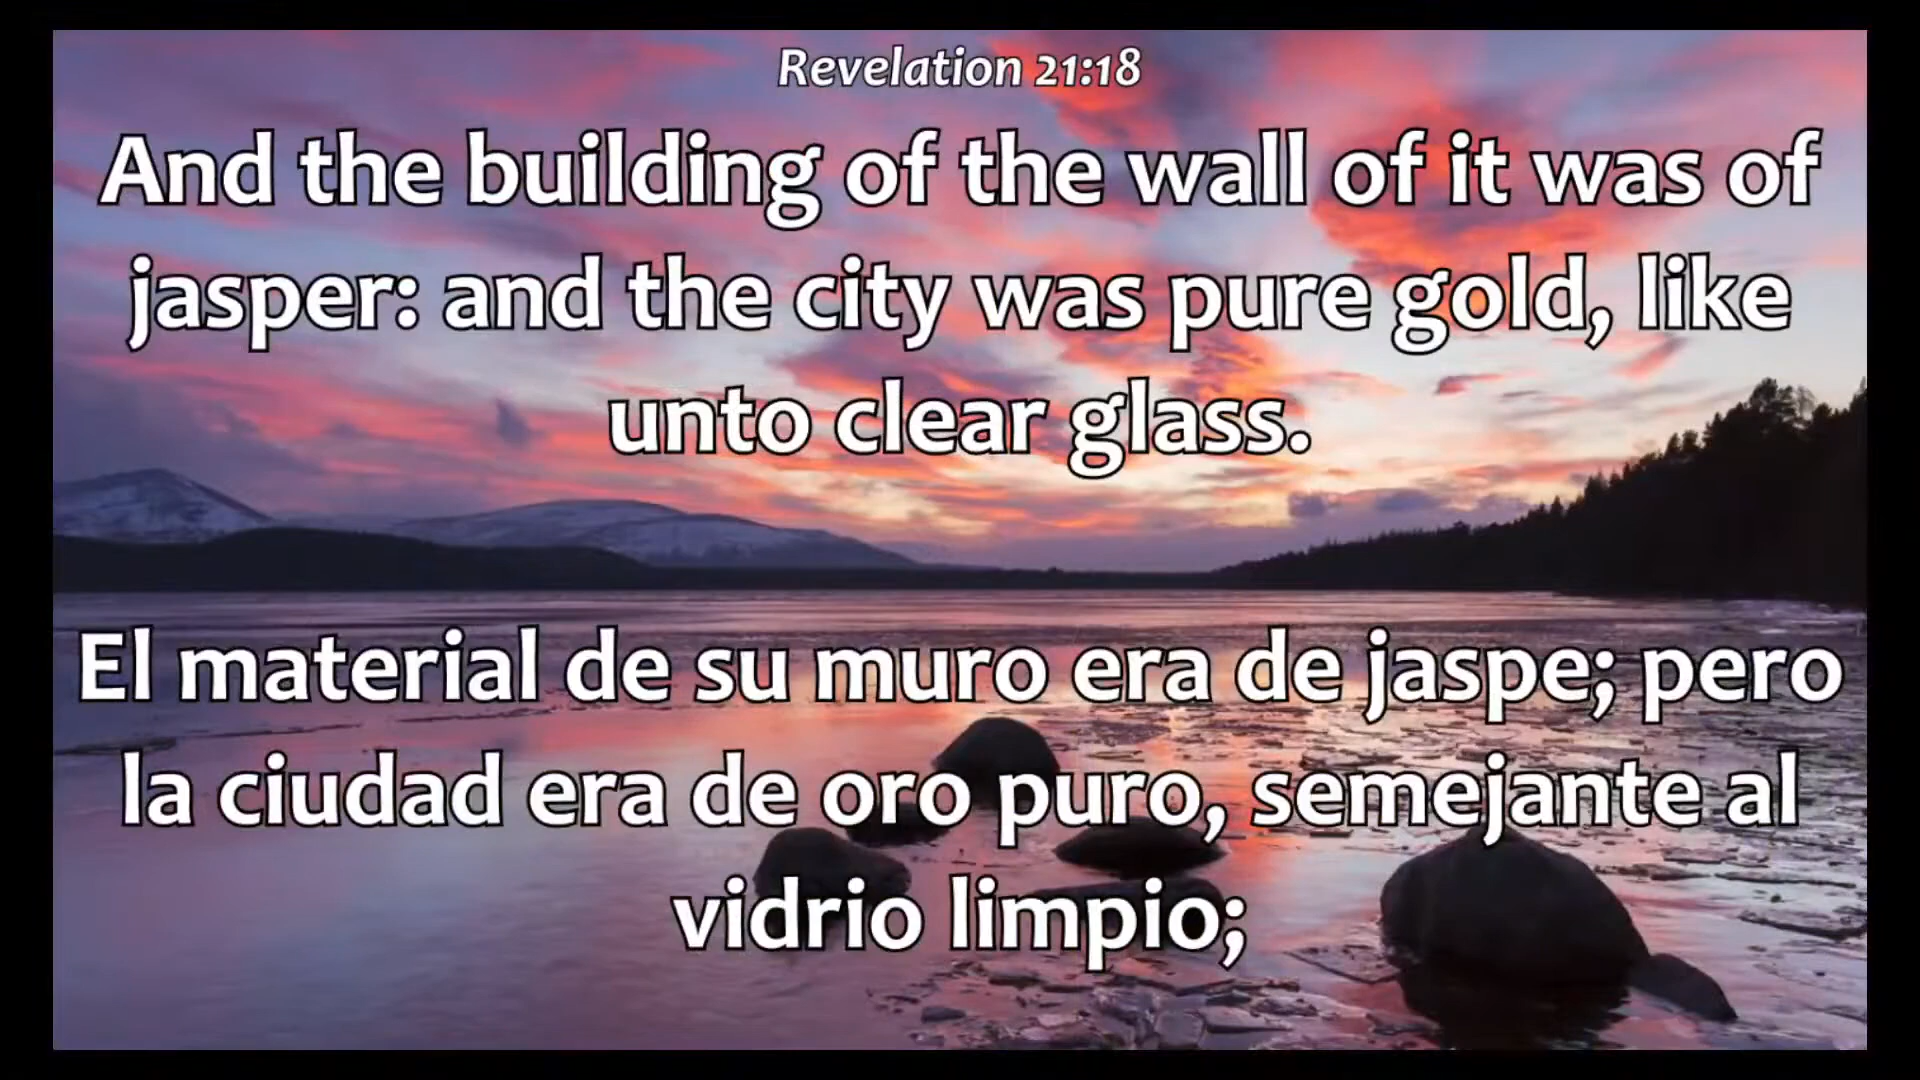 Revelation 21:18
And the building of the wall of it was of
jasper: and the city was pure gold, like
unto clear glass.
El material de su muro era de jaspe; pero
la ciudad era de oro puro, semejante al
vidrio limpio;